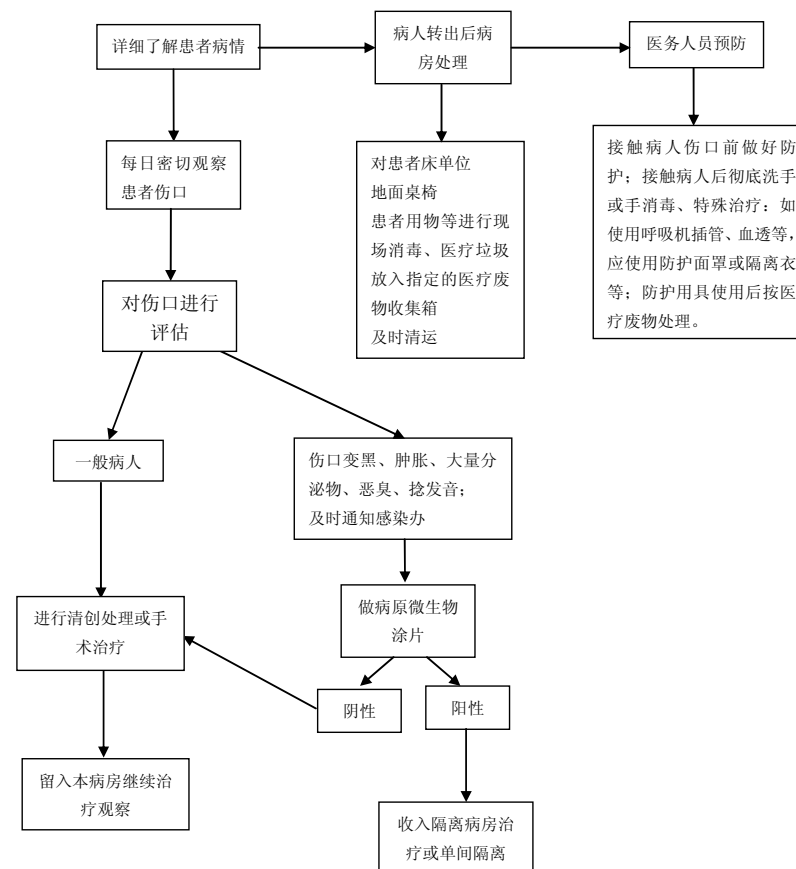 详细了解患者病情
病人转出后病
房处理
医务人员预防
每日密切观察
患者伤口
对患者床单位
地面桌椅
患者用物等进行现
场消毒、医疗垃圾
放入指定的医疗废
物收集箱
及时清运
接触病人伤口前做好防
护；接触病人后彻底洗手
或手消毒、特殊治疗：如
使用呼吸机插管、血透等，
应使用防护面罩或隔离衣
等；防护用具使用后按医
疗废物处理。
对伤口进行
评估
一般病人
伤口变黑、肿胀、大量分
泌物、恶臭、捻发音；
及时通知感染办
进行清创处理或手
术治疗
做病原微生物
涂片
阴性
阳性
留入本病房继续治
疗观察
收入隔离病房治
疗或单间隔离